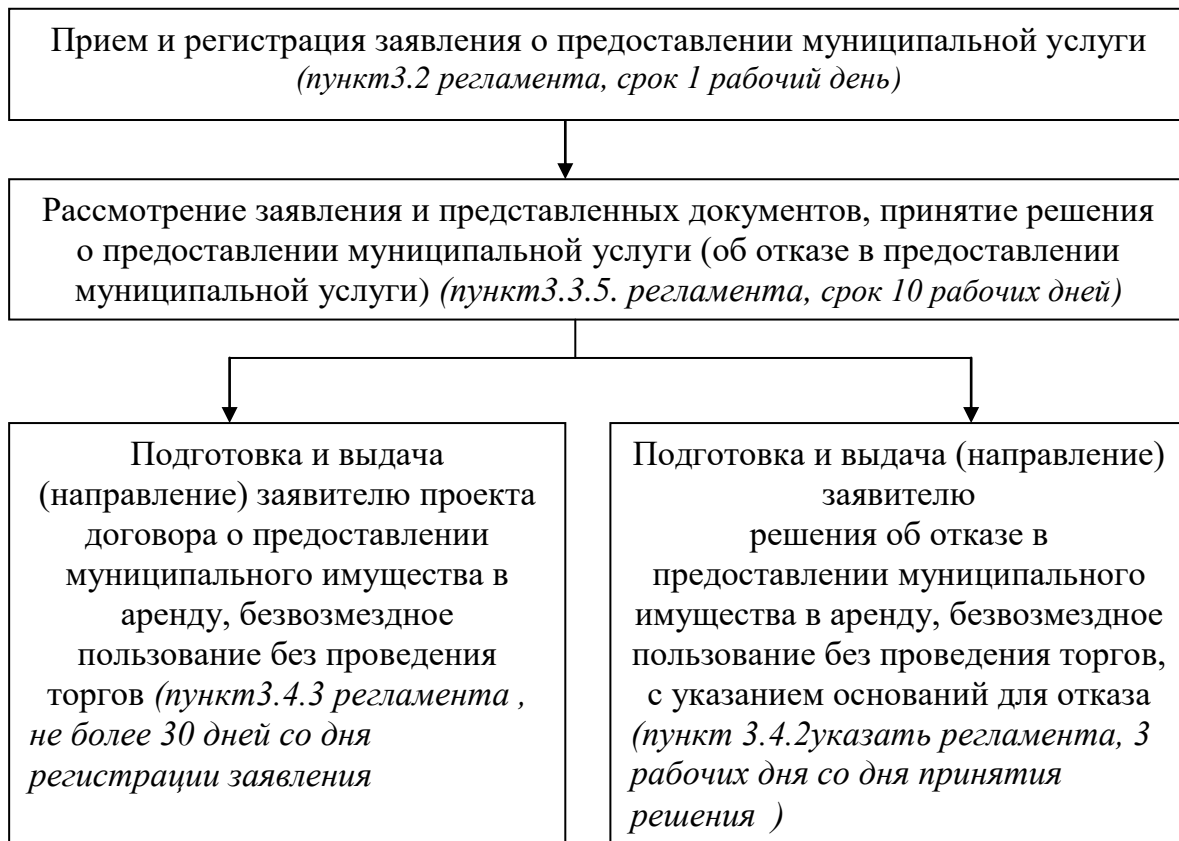 Прием и регистрация заявления о предоставлении муниципальной услуги
(пункт3.2 регламента, срок 1 рабочий день)
Рассмотрение заявления и представленных документов, принятие решения
о предоставлении муниципальной услуги (об отказе в предоставлении
муниципальной услуги) (пункт3.3.5. регламента, срок 10 рабочих дней)
Подготовка и выдача
(направление) заявителю проекта
договора о предоставлении
муниципального имущества в
аренду, безвозмездное
пользование без проведения
торгов (пункт3.4.3 регламента ,
не более 30 дней со дня
регистрации заявления
Подготовка и выдача (направление)
заявителю
решения об отказе в
предоставлении муниципального
имущества в аренду, безвозмездное
пользование без проведения торгов,
с указанием оснований для отказа
(пункт 3.4.2указать регламента, 3
рабочих дня со дня принятия
решения )